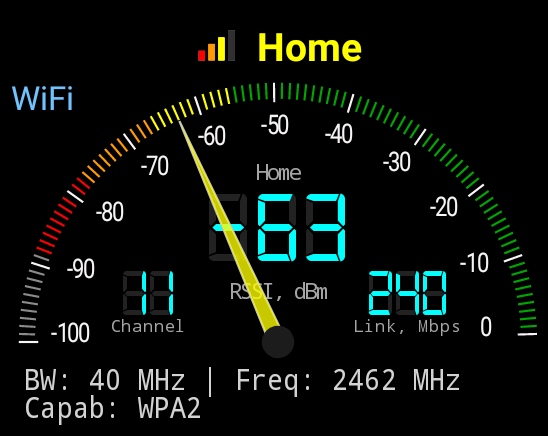 Home
WiFi
-50
-60
-40
-70
-30
Home
-80
-20
-63
-90
-10
11
RSSI, dBm
240
-100
Channel
Link, Mbps
0
BW: 40 MHz | Freq: 2462 MHz
Capab: WPA2